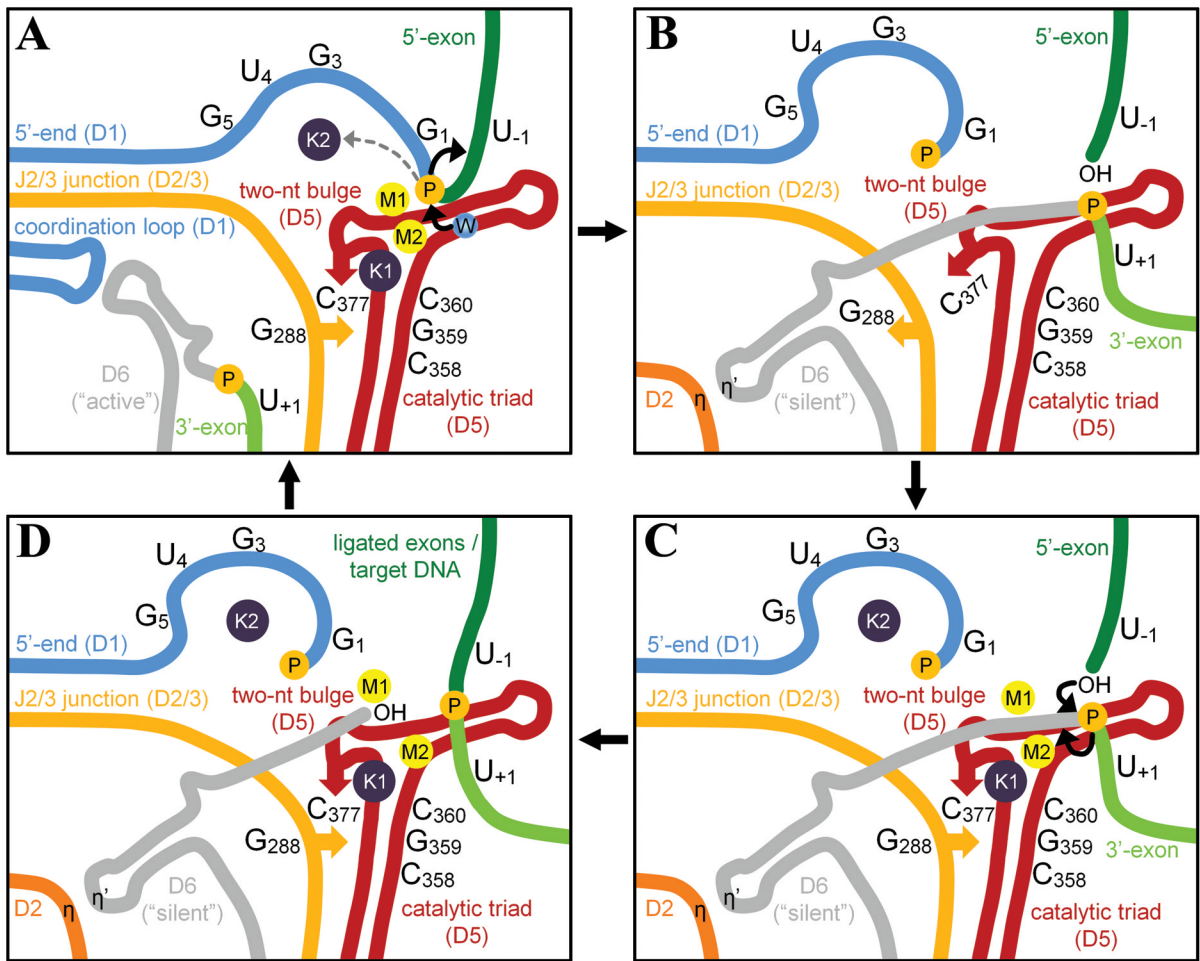 A
5'-exon
U4
G3
G5
G1
U-1
5'-end (D1)
K2
P
J2/3 junction (D2/3)
two-nt bulge
(D5)
M1
coordination loop (D1)
M2
W
K1
C377
C360
G288
G359
C358
D6
("active")
P
U+1
3'-exon
catalytic triad
(D5)
B
5'-exon
U4
G3
G5
G1
U-1
5'-end (D1)
P
OH
J2/3 junction (D2/3)
two-nt bulge
(D5)
P
U+1
C377
C360
G288
G359
3'-exon
C358
D6
("silent")
D2
η
η'
catalytic triad
(D5)
D
ligated exons /
target DNA
U4
G3
G5
K2
G1
U-1
5'-end (D1)
P
J2/3 junction (D2/3)
two-nt bulge
(D5)
M1
OH
P
M2
U+1
K1
C377
C360
G288
G359
C358
D6
("silent")
D2
η
η'
catalytic triad
(D5)
C
5'-exon
U4
G3
G5
K2
G1
U-1
5'-end (D1)
P
OH
J2/3 junction (D2/3)
two-nt bulge
(D5)
M1
P
M2
U+1
K1
C377
C360
G288
G359
3'-exon
C358
D6
("silent")
D2
η
η'
catalytic triad
(D5)